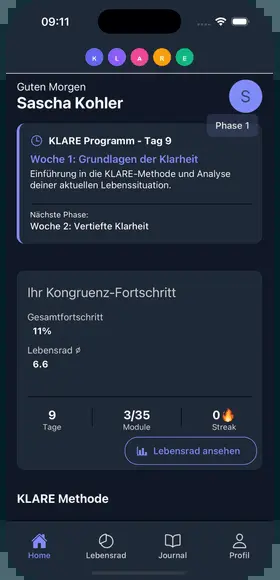 09:11
K L A R E
Guten Morgen
Sascha Kohler
S
Phase 1
KLARE Programm - Tag 9
Woche 1: Grundlagen der Klarheit
Einführung in die KLARE-Methode und Analyse
deiner aktuellen Lebenssituation.
Nächste Phase:
Woche 2: Vertiefte Klarheit
Ihr Kongruenz-Fortschritt
Gesamtfortschritt
11%
Lebensrad ⌀
6.6
9 3/35 0🔥
Tage Module Streak
Lebensrad ansehen
KLARE Methode
Home Lebensrad Journal Profil